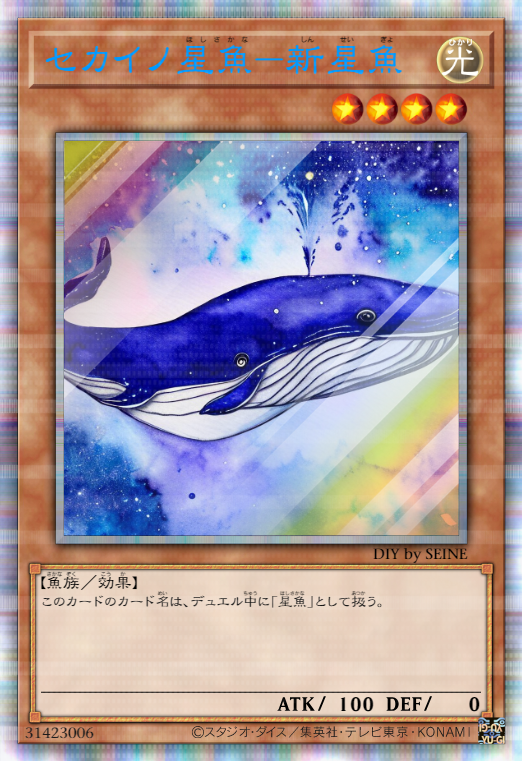 セカイノ星魚－新星魚
光
DIY by SEINE
【魚族／効果】
このカードのカード名は、デュエル中に「星魚」として扱う。
ATK/ 100 DEF/ 0
31423006 ©スタジオ・ダイス／集英社・テレビ東京・KONAMI